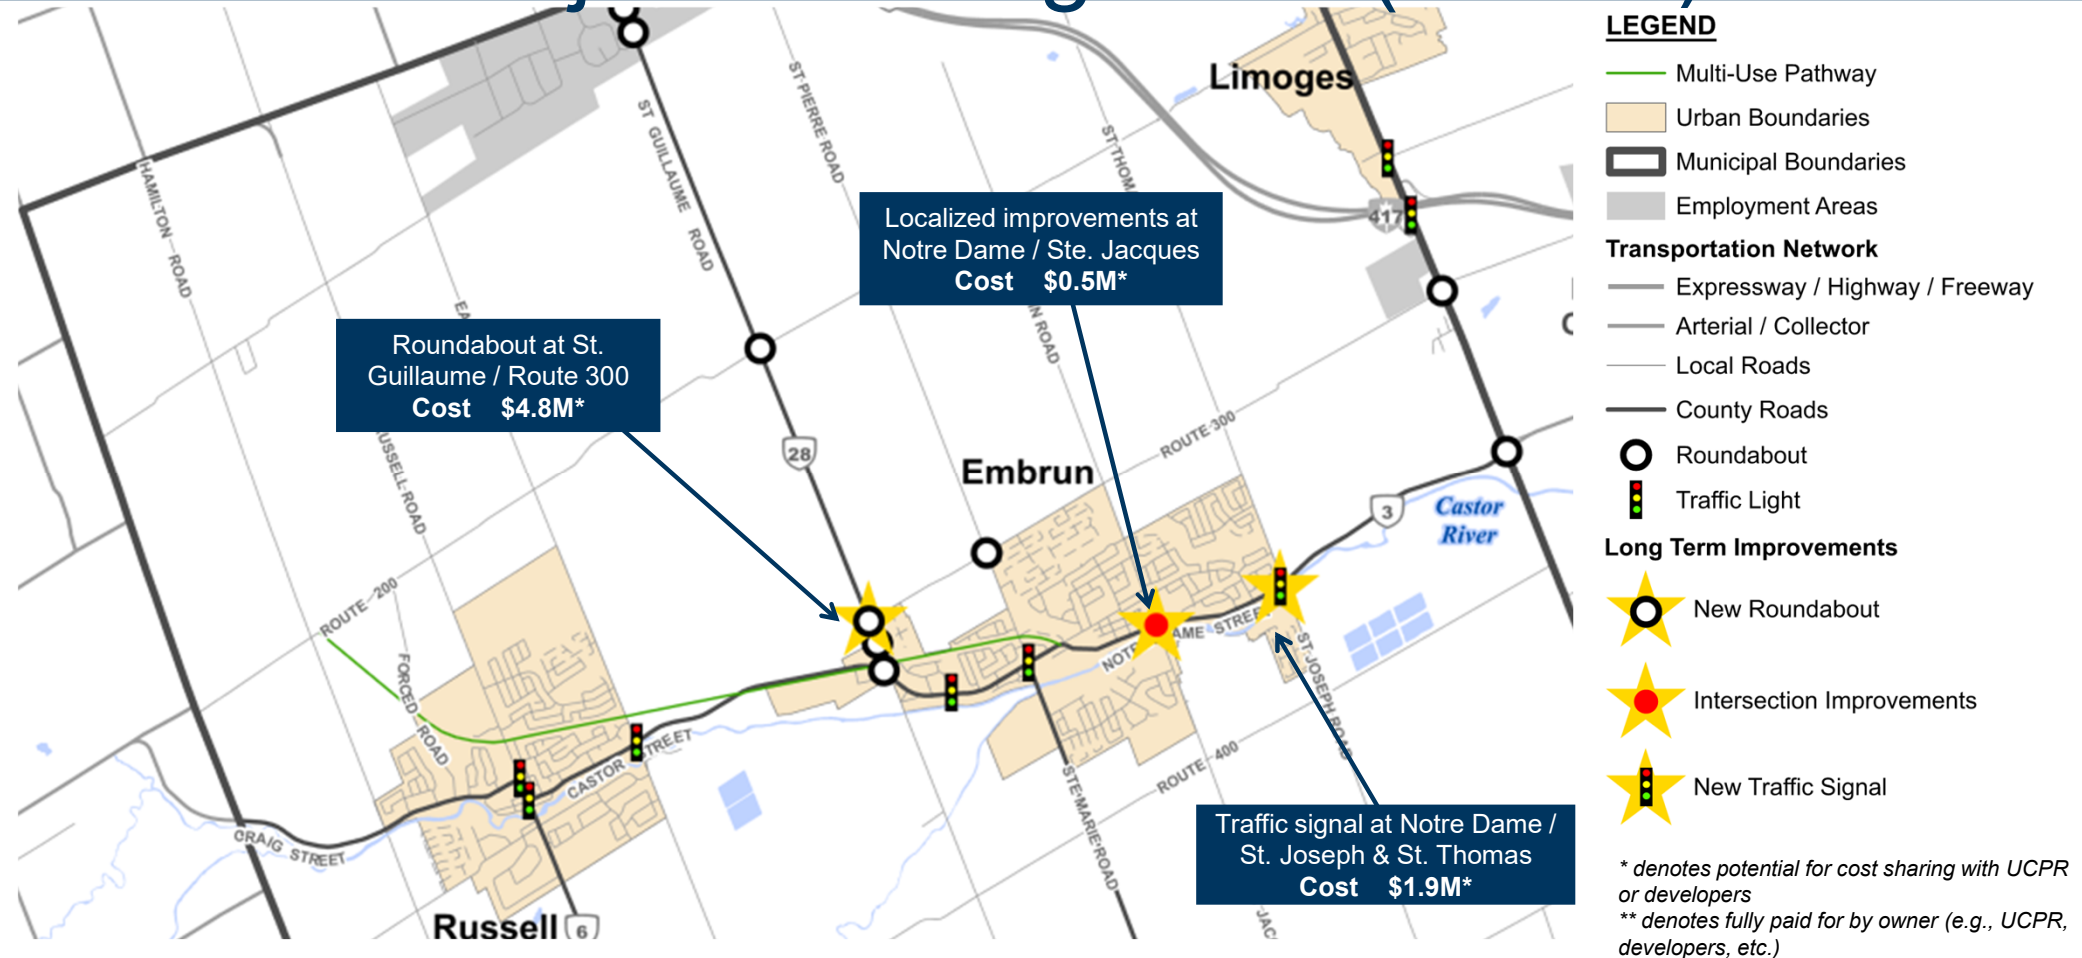 Limoges
ST GUILLAUME ROAD
ST PIERRE ROAD
HAMILTON ROAD
417
Localized improvements at
Notre Dame / Ste. Jacques
Cost $0.5M*
Roundabout at St.
Guillaume / Route 300
Cost $4.8M*
ROAD
28
ROUTE 300
Embrun
3
Castor
River
ROUTE 200
FORCED ROAD
STREET
ST JOSEPH ROAD
CASTOR STREET
ROUTE 400
STE MARIE ROAD
CRAIG STREET
Traffic signal at Notre Dame /
St. Joseph & St. Thomas
Cost $1.9M*
Russell
6
LEGEND
Multi-Use Pathway
Urban Boundaries
Municipal Boundaries
Employment Areas
Transportation Network
Expressway / Highway / Freeway
Arterial / Collector
Local Roads
County Roads
Roundabout
Traffic Light
Long Term Improvements
New Roundabout
Intersection Improvements
New Traffic Signal
* denotes potential for cost sharing with UCPR
or developers
** denotes fully paid for by owner (e.g., UCPR,
developers, etc.)